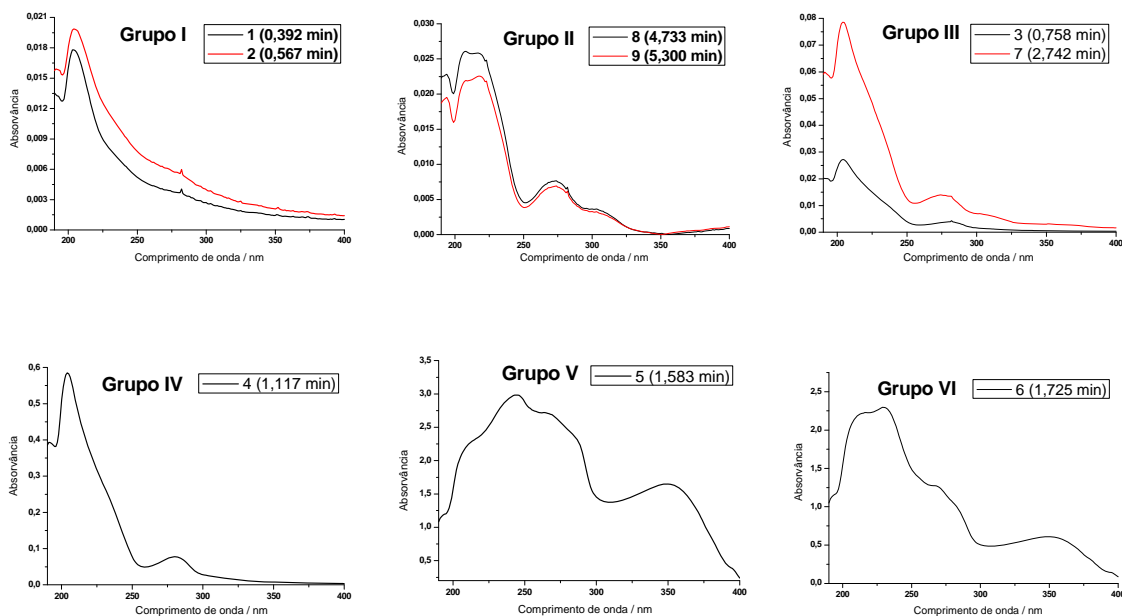 Grupo I
1 (0,392 min)
2 (0,567 min)
0,021
0,018
0,015
0,012
0,009
0,006
0,003
0,000
Absorvância
200 250 300 350 400
Comprimento de onda / nm
Grupo II
8 (4,733 min)
9 (5,300 min)
0,030
0,025
0,020
0,015
0,010
0,005
0,000
Absorvância
200 250 300 350 400
Comprimento de onda / nm
Grupo III
3 (0,758 min)
7 (2,742 min)
0,08
0,07
0,06
0,05
0,04
0,03
0,02
0,01
0,00
Absorvância
200 250 300 350 400
Comprimento de onda / nm
Grupo IV
4 (1,117 min)
0,6
0,5
0,4
0,3
0,2
0,1
0,0
Absorvância
200 250 300 350 400
Comprimento de onda / nm
Grupo V
5 (1,583 min)
3,5
3,0
2,5
2,0
1,5
1,0
0,5
Absorvância
200 250 300 350 400
Comprimento de onda / nm
Grupo VI
6 (1,725 min)
2,5
2,0
1,5
1,0
0,5
0,0
Absorvância
200 250 300 350 400
Comprimento de onda / nm